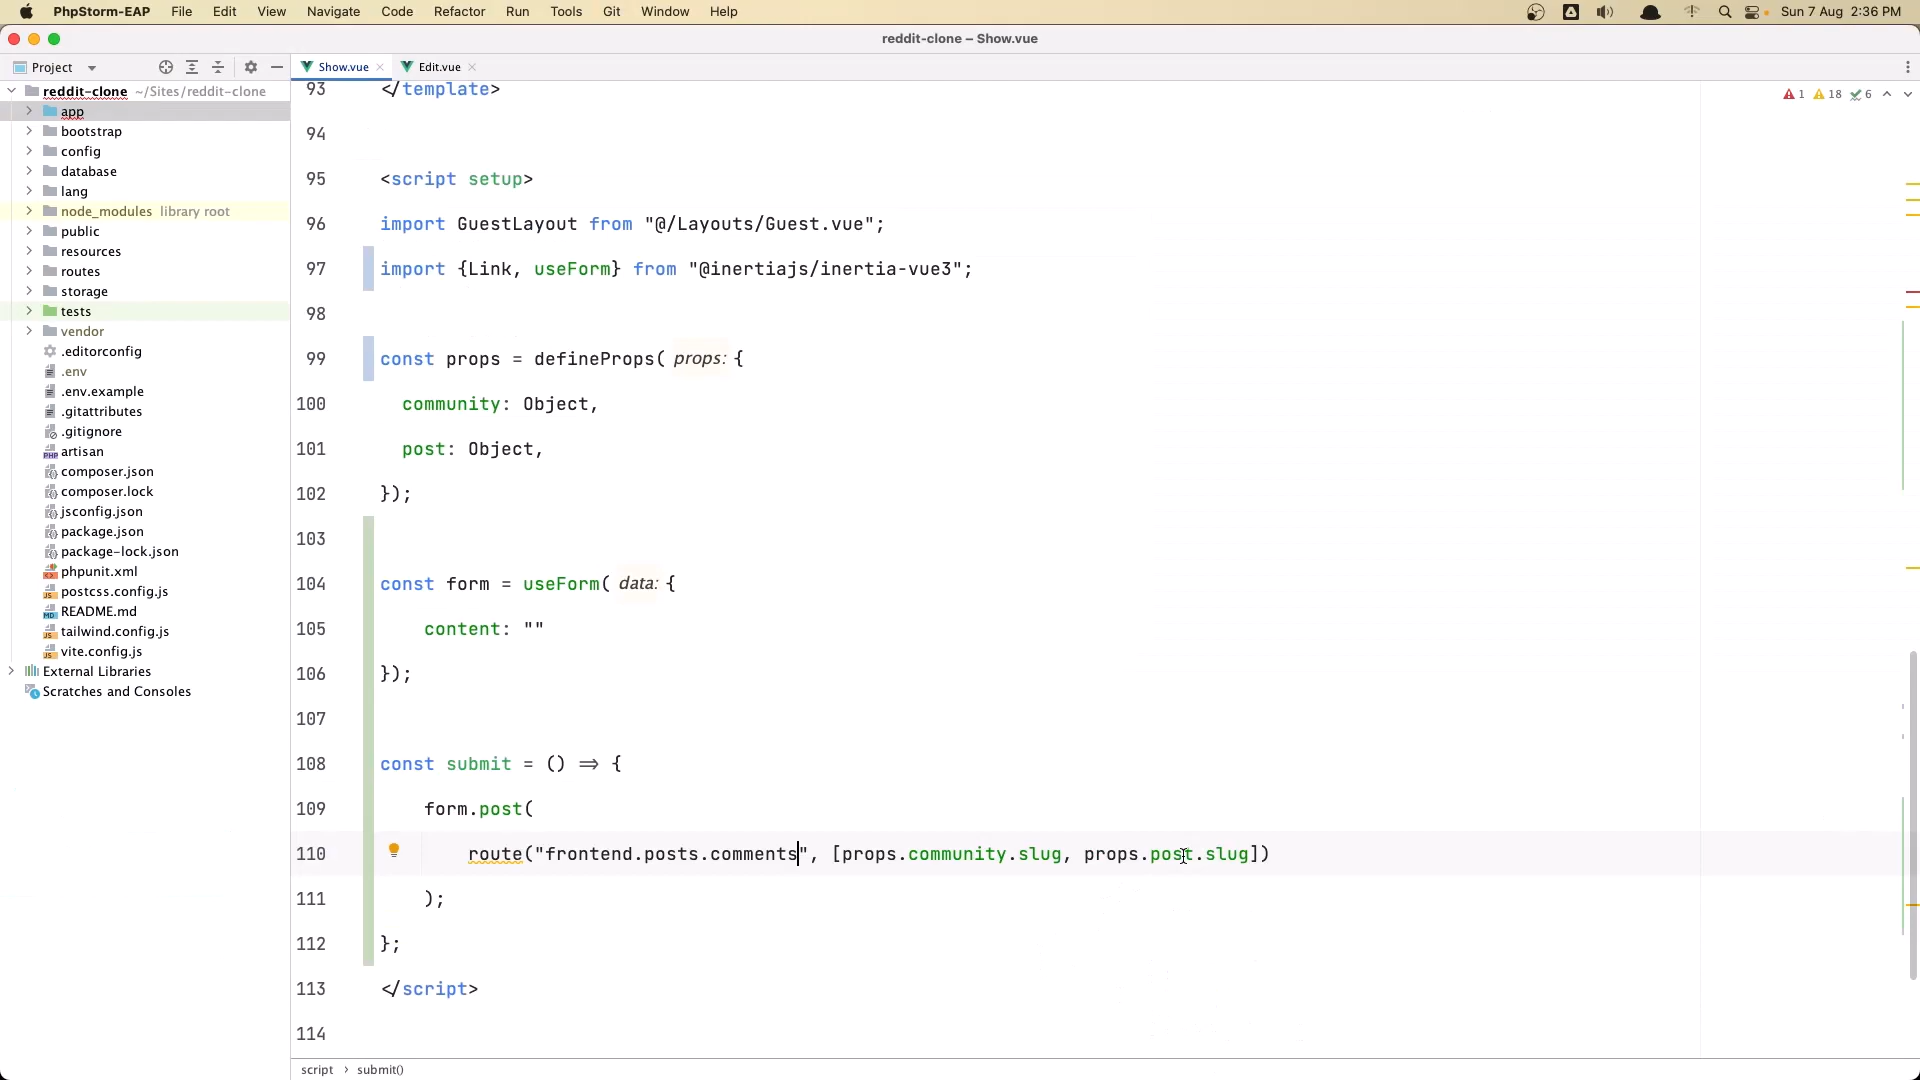 PhpStorm-EAP File Edit View Navigate Code Refactor Run Tools Git Window Help Sun 7 Aug 2:36 PM
reddit-clone – Show.vue
Project Show.vue Edit.vue
reddit-clone ~/Sites/reddit-clone
app
bootstrap
config
database
lang
node_modules library root
public
resources
routes
storage
tests
vendor
.editorconfig
.env
.env.example
.gitattributes
.gitignore
artisan
composer.json
composer.lock
jsconfig.json
package.json
package-lock.json
phpunit.xml
postcss.config.js
README.md
tailwind.config.js
vite.config.js
External Libraries
Scratches and Consoles
1 18 6
93 </template>
94
95 <script setup>
96 import GuestLayout from "@/Layouts/Guest.vue";
97 import {Link, useForm} from "@inertiajs/inertia-vue3";
98
99 const props = defineProps( props: {
100 community: Object,
101 post: Object,
102 });
103
104 const form = useForm( data: {
105 content: ""
106 });
107
108 const submit = () => {
109 form.post(
110 route("frontend.posts.comments", [props.community.slug, props.post.slug])
111 );
112 };
113 </script>
114
script › submit()